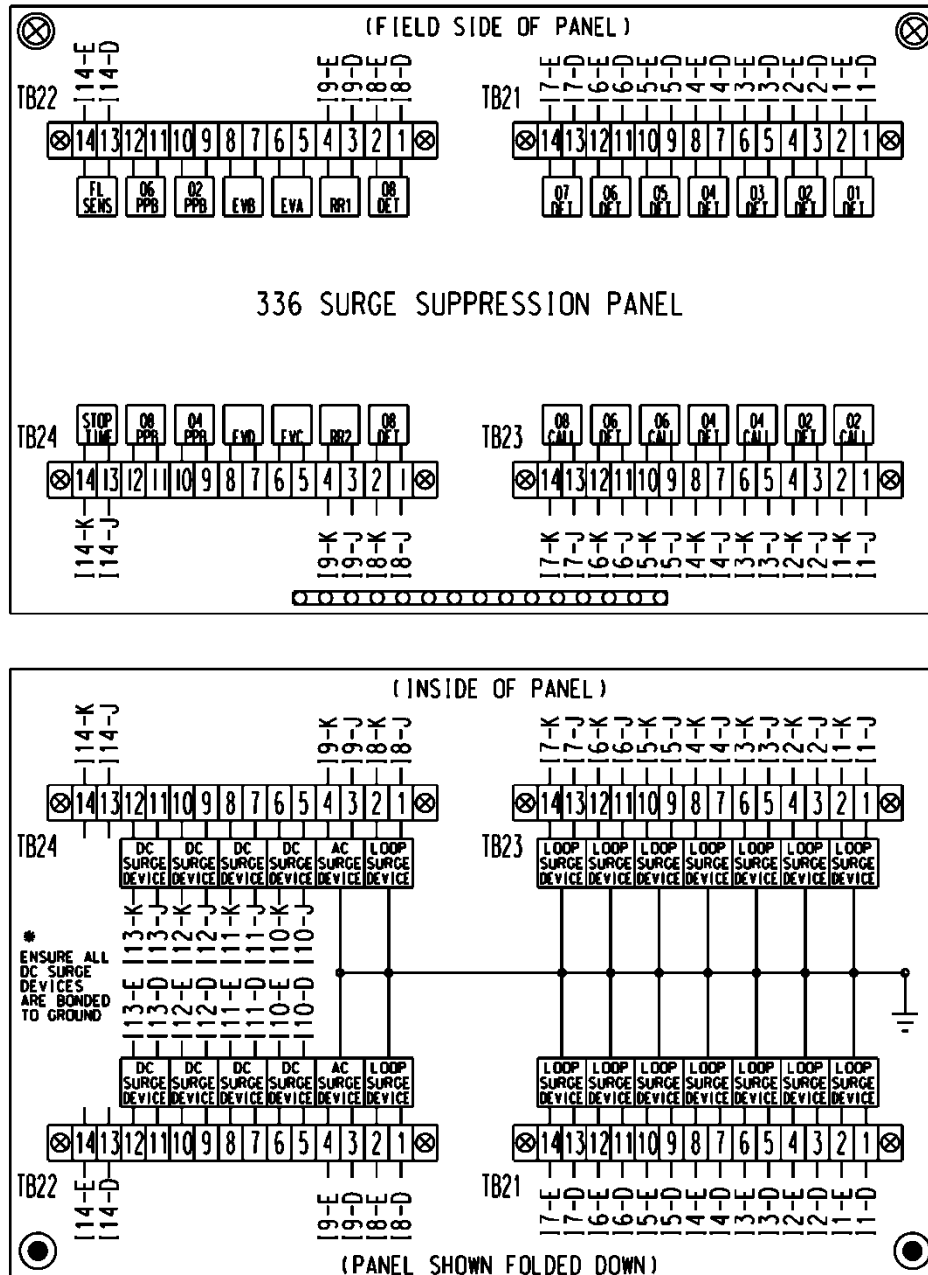 (FIELD SIDE OF PANEL)
TB22
I14-E
I14-D
I9-E
I9-D
I8-E
I8-D
TB21
I7-E
I7-D
I6-E
I6-D
I5-E
I5-D
I4-E
I4-D
I3-E
I3-D
I2-E
I2-D
I1-E
I1-D
14 13 12 11 10 9 8 7 6 5 4 3 2 1
14 13 12 11 10 9 8 7 6 5 4 3 2 1
FL SENS
06 PPB
02 PPB
EVB
EVA
RR1
08 DET
07 DET
06 DET
05 DET
04 DET
03 DET
02 DET
01 DET
336 SURGE SUPPRESSION PANEL
TB24
STOP TIME
08 PPB
04 PPB
EVD
EVC
RR2
08 DET
TB23
08 CALL
06 DET
06 CALL
04 DET
04 CALL
02 DET
02 CALL
14 13 12 11 10 9 8 7 6 5 4 3 2 1
14 13 12 11 10 9 8 7 6 5 4 3 2 1
I14-K
I14-J
I9-K
I9-J
I8-K
I8-J
I7-K
I7-J
I6-K
I6-J
I5-K
I5-J
I4-K
I4-J
I3-K
I3-J
I2-K
I2-J
I1-K
I1-J
(INSIDE OF PANEL)
I14-K
I14-J
I9-K
I9-J
I8-K
I8-J
I7-K
I7-J
I6-K
I6-J
I5-K
I5-J
I4-K
I4-J
I3-K
I3-J
I2-K
I2-J
I1-K
I1-J
14 13 12 11 10 9 8 7 6 5 4 3 2 1
14 13 12 11 10 9 8 7 6 5 4 3 2 1
TB24
DC SURGE DEVICE
DC SURGE DEVICE
DC SURGE DEVICE
DC SURGE DEVICE
AC SURGE DEVICE
LOOP SURGE DEVICE
TB23
LOOP SURGE DEVICE
LOOP SURGE DEVICE
LOOP SURGE DEVICE
LOOP SURGE DEVICE
LOOP SURGE DEVICE
LOOP SURGE DEVICE
LOOP SURGE DEVICE
I13-K
I13-J
I12-K
I12-J
I11-K
I11-J
I10-K
I10-J
*
ENSURE ALL
DC SURGE
DEVICES
ARE BONDED
TO GROUND
I13-E
I13-D
I12-E
I12-D
I11-E
I11-D
I10-E
I10-D
DC SURGE DEVICE
DC SURGE DEVICE
DC SURGE DEVICE
DC SURGE DEVICE
AC SURGE DEVICE
LOOP SURGE DEVICE
LOOP SURGE DEVICE
LOOP SURGE DEVICE
LOOP SURGE DEVICE
LOOP SURGE DEVICE
LOOP SURGE DEVICE
LOOP SURGE DEVICE
LOOP SURGE DEVICE
14 13 12 11 10 9 8 7 6 5 4 3 2 1
14 13 12 11 10 9 8 7 6 5 4 3 2 1
TB22
I14-E
I14-D
I9-E
I9-D
I8-E
I8-D
TB21
I7-E
I7-D
I6-E
I6-D
I5-E
I5-D
I4-E
I4-D
I3-E
I3-D
I2-E
I2-D
I1-E
I1-D
(PANEL SHOWN FOLDED DOWN)